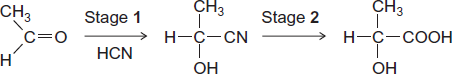 CH3 CH3 CH3
C=O Stage 1 H–C–CN Stage 2 H–C–COOH
H HCN OH OH